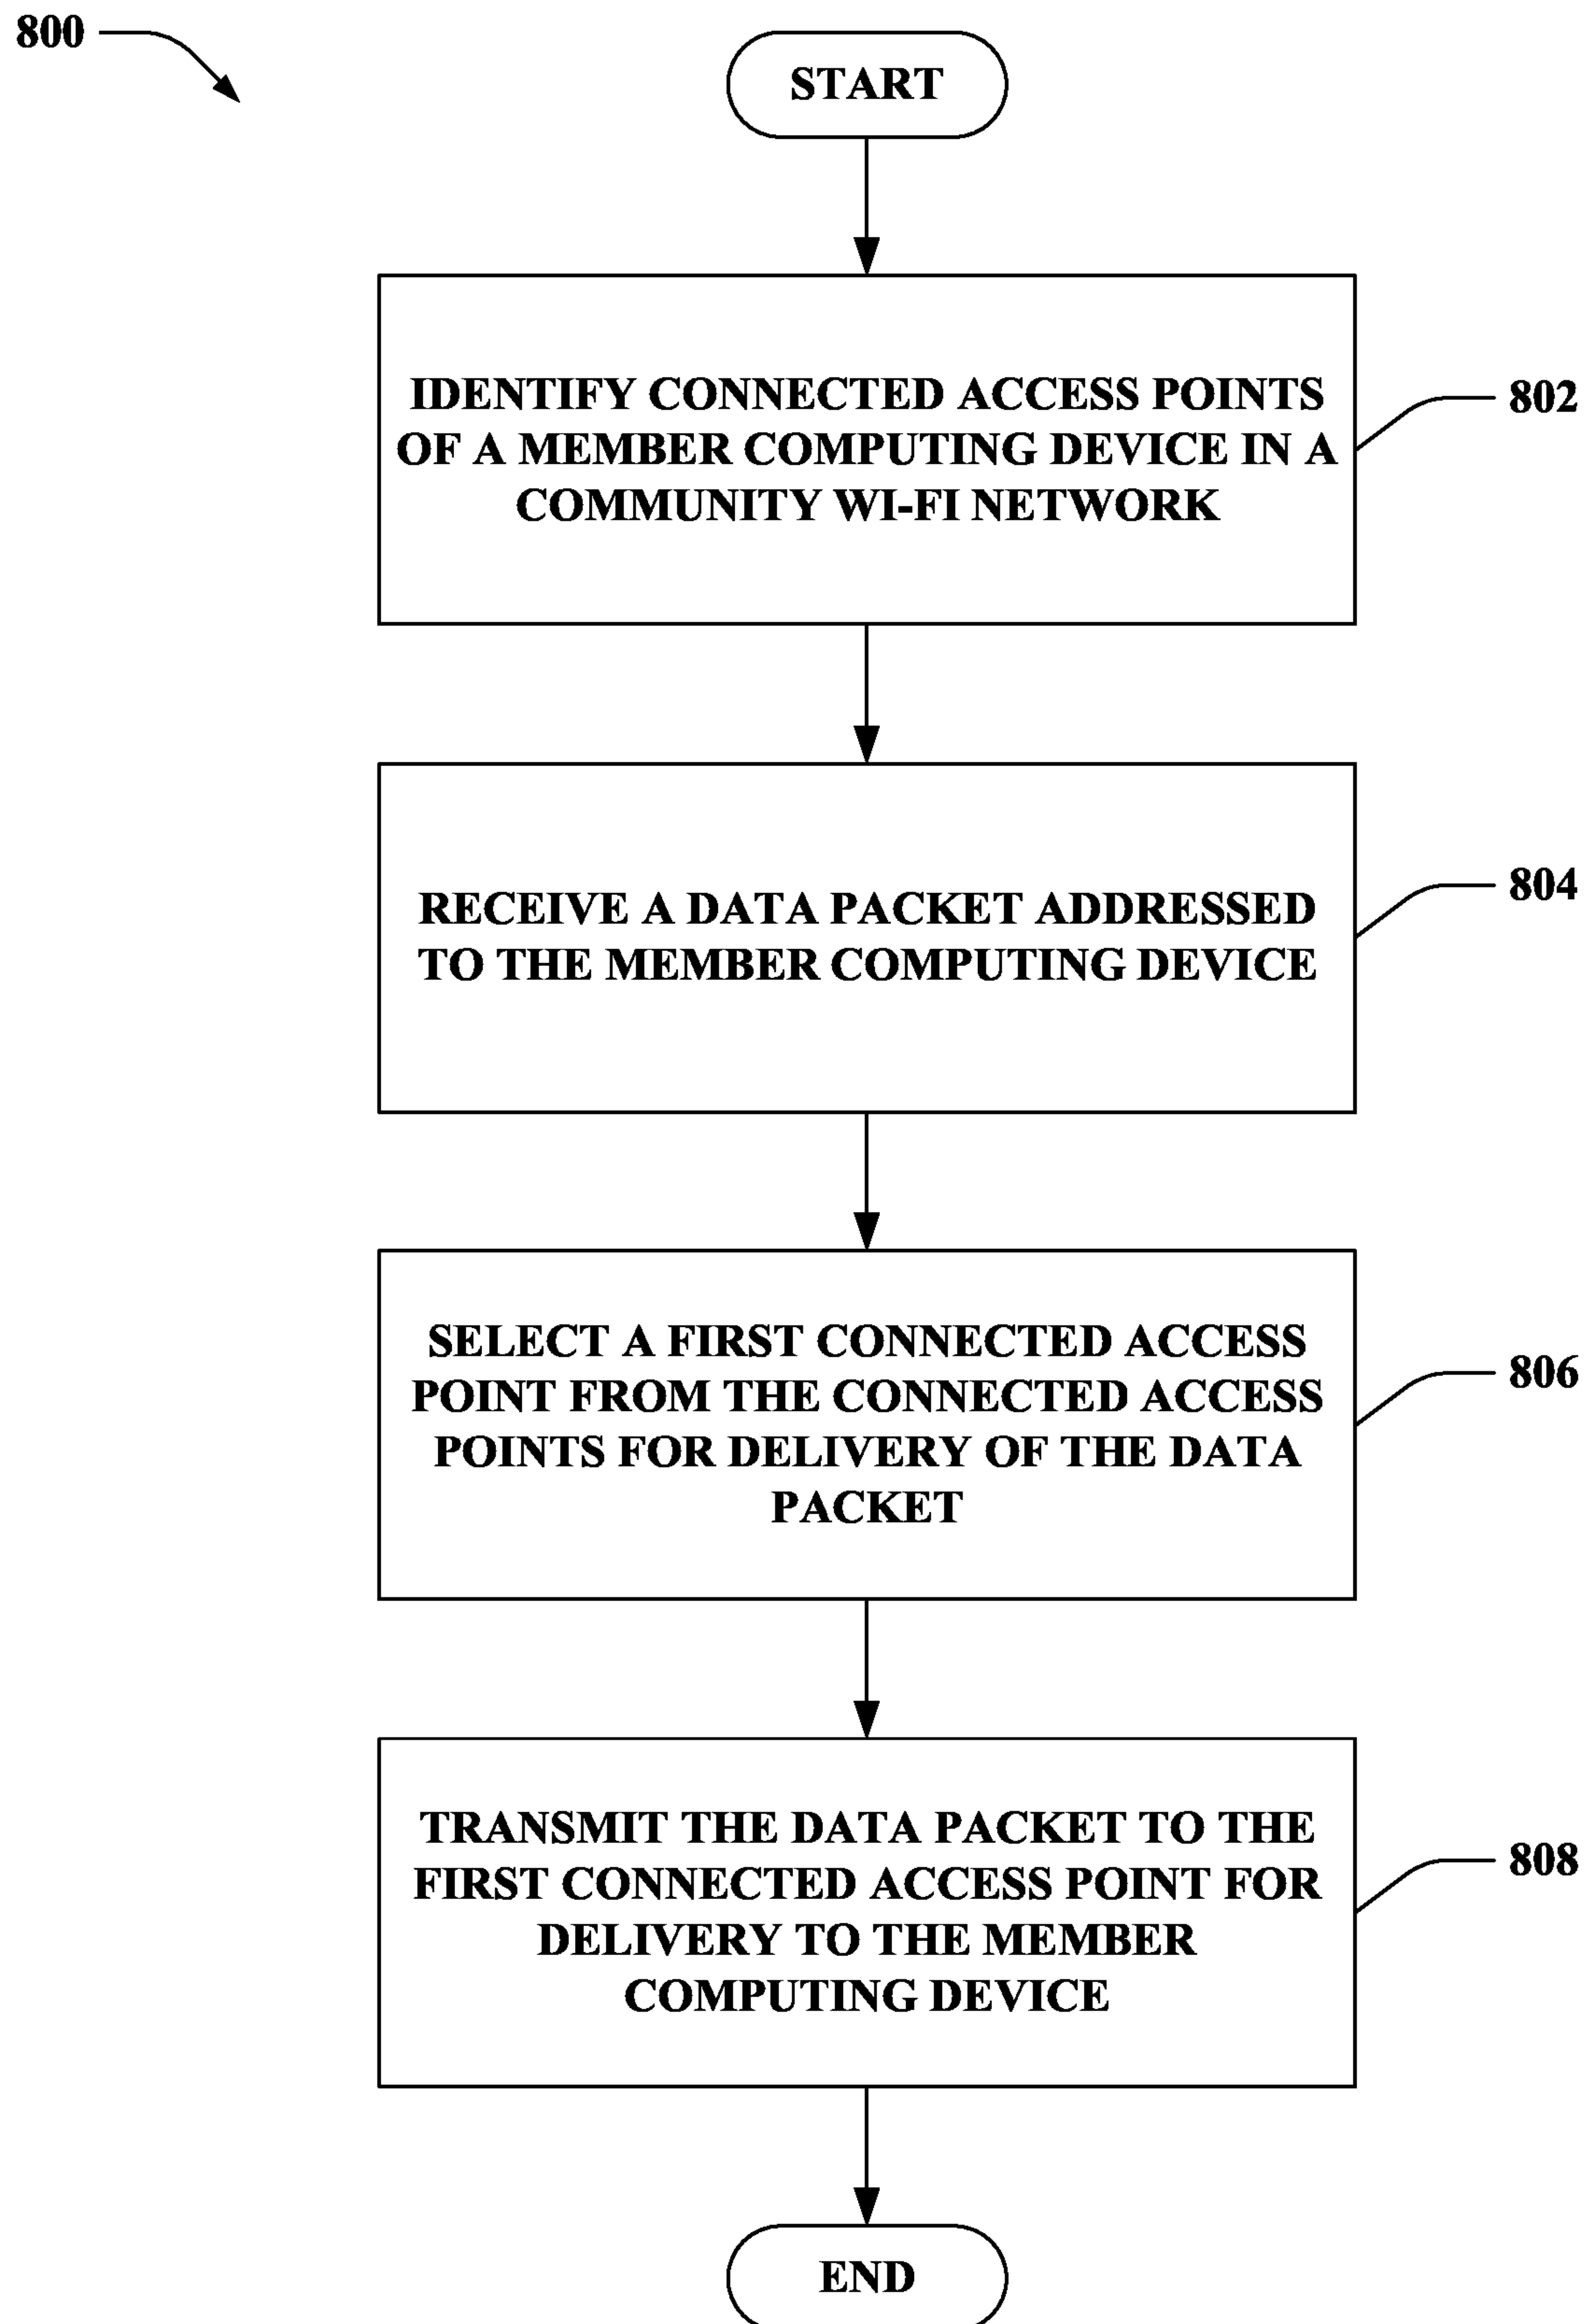 800
START
IDENTIFY CONNECTED ACCESS POINTS
OF A MEMBER COMPUTING DEVICE IN A
COMMUNITY WI-FI NETWORK
802
RECEIVE A DATA PACKET ADDRESSED
TO THE MEMBER COMPUTING DEVICE
804
SELECT A FIRST CONNECTED ACCESS
POINT FROM THE CONNECTED ACCESS
POINTS FOR DELIVERY OF THE DATA
PACKET
806
TRANSMIT THE DATA PACKET TO THE
FIRST CONNECTED ACCESS POINT FOR
DELIVERY TO THE MEMBER
COMPUTING DEVICE
808
END